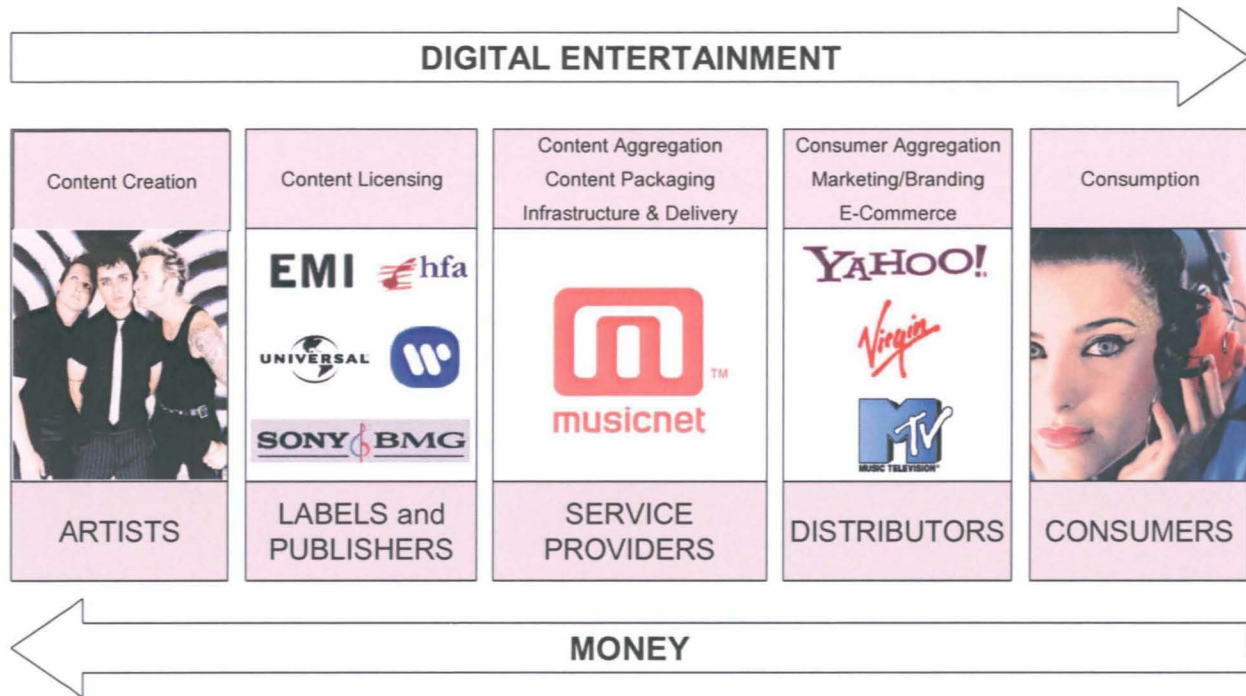 DIGITAL ENTERTAINMENT
Content Creation
Content Licensing
Content Aggregation
Content Packaging
Infrastructure & Delivery
Consumer Aggregation
Marketing/Branding
E-Commerce
Consumption
EMI
hfa
UNIVERSAL
SONY BMG
musicnet
TM
YAHOO!
Virgin
MTV
MUSIC TELEVISION®
ARTISTS
LABELS and
PUBLISHERS
SERVICE
PROVIDERS
DISTRIBUTORS
CONSUMERS
MONEY